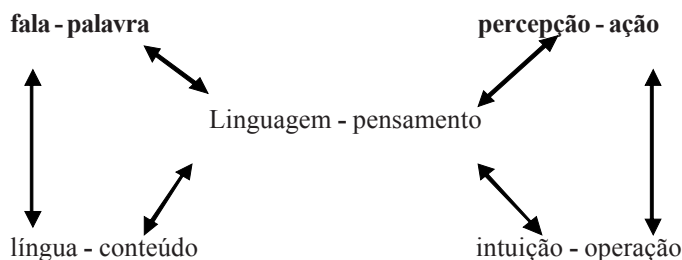 fala - palavra percepção - ação
Linguagem - pensamento
língua - conteúdo intuição - operação